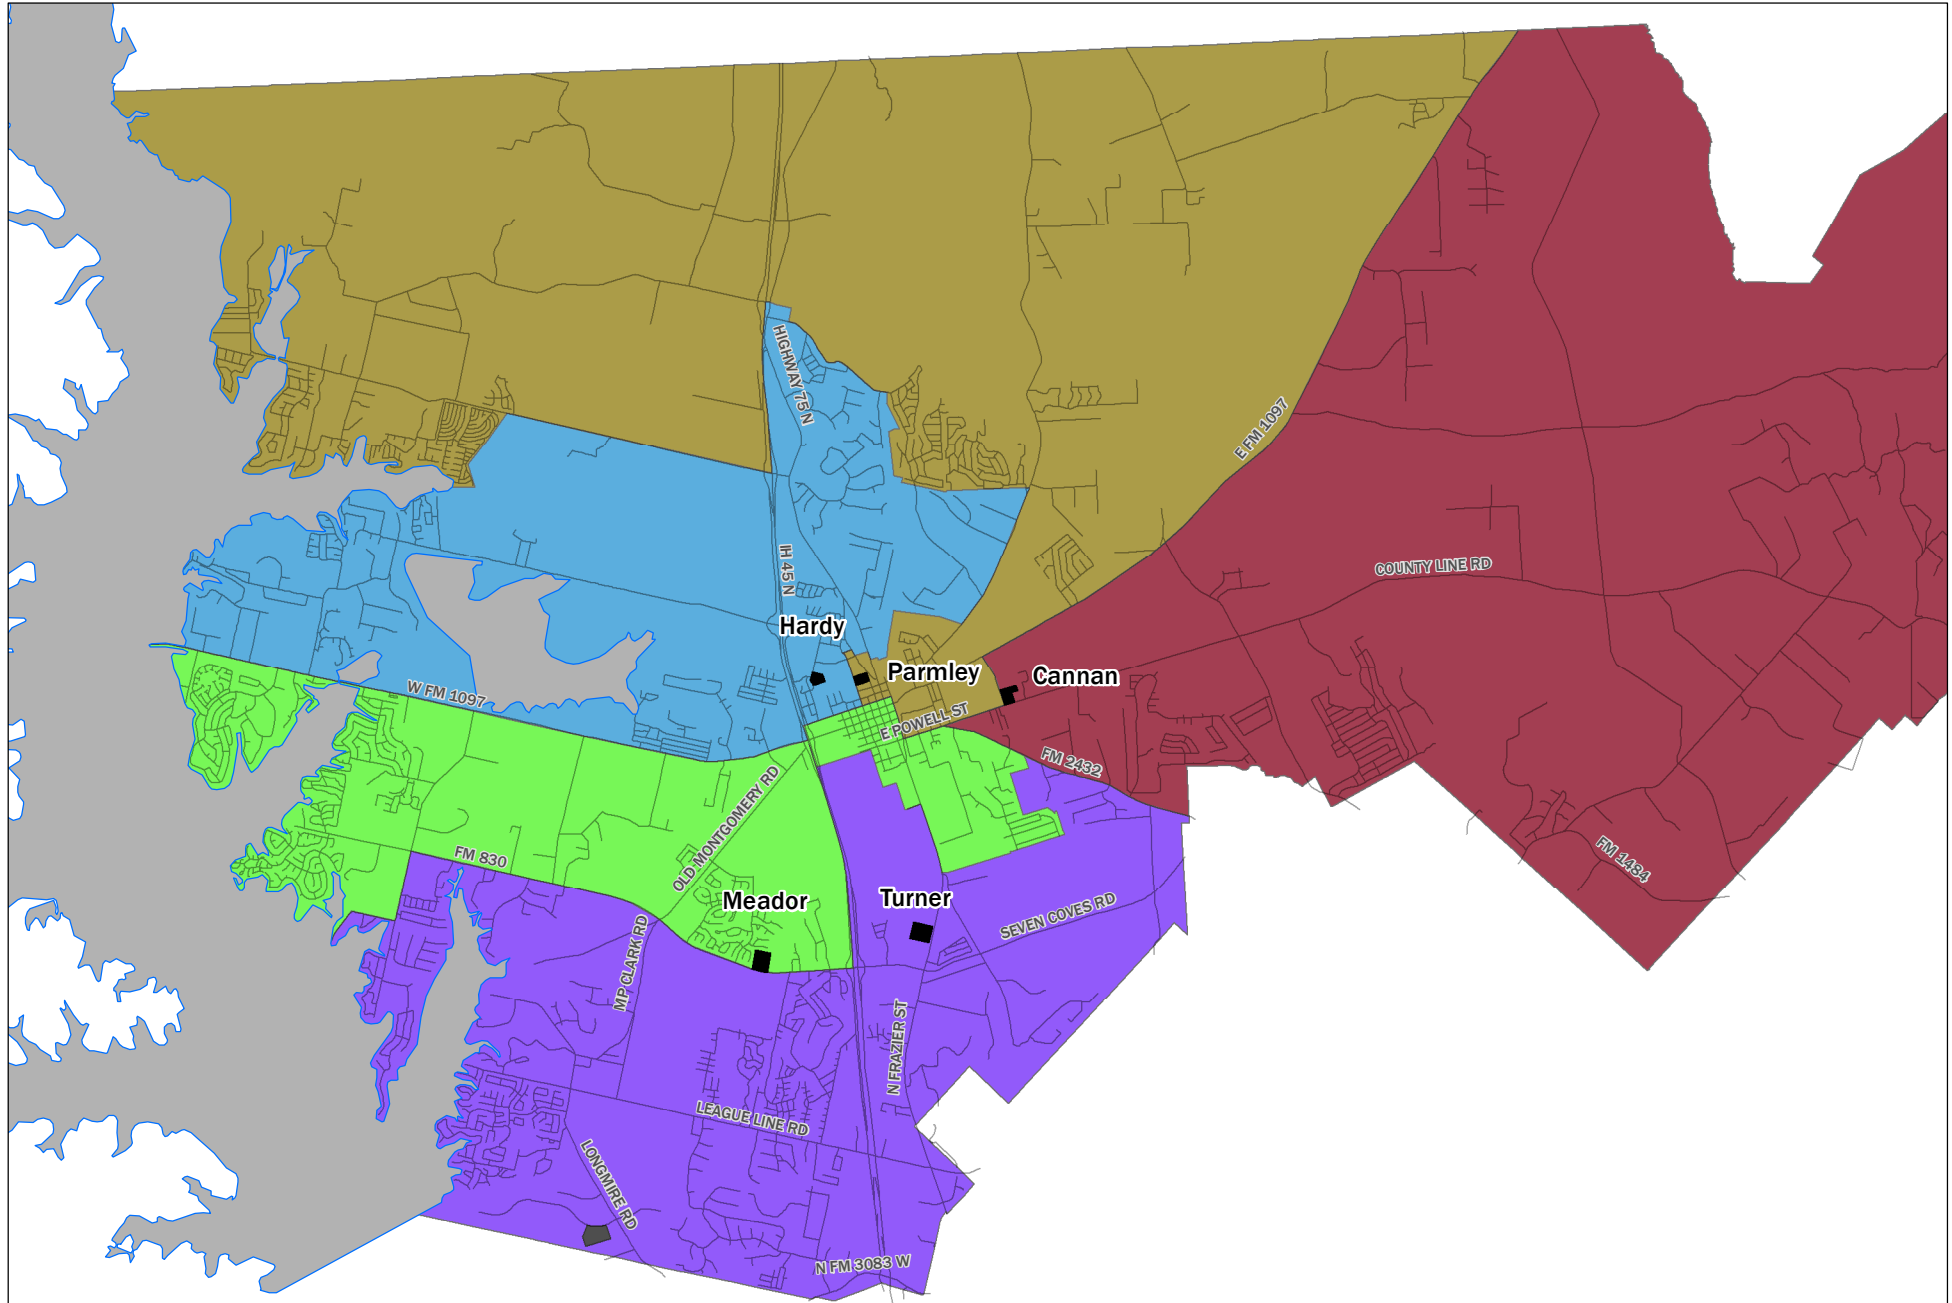 HIGHWAY 75 N
E FM 1097
IH 45 N
COUNTY LINE RD
Hardy
Parmley
Cannan
W FM 1097
E POWELL ST
FM 2432
OLD MONTGOMERY RD
FM 830
FM 1484
Meador
Turner
SEVEN COVES RD
MP CLARK RD
N FRAZIER ST
LEAGUE LINE RD
LONGMIRE RD
N FM 3083 W